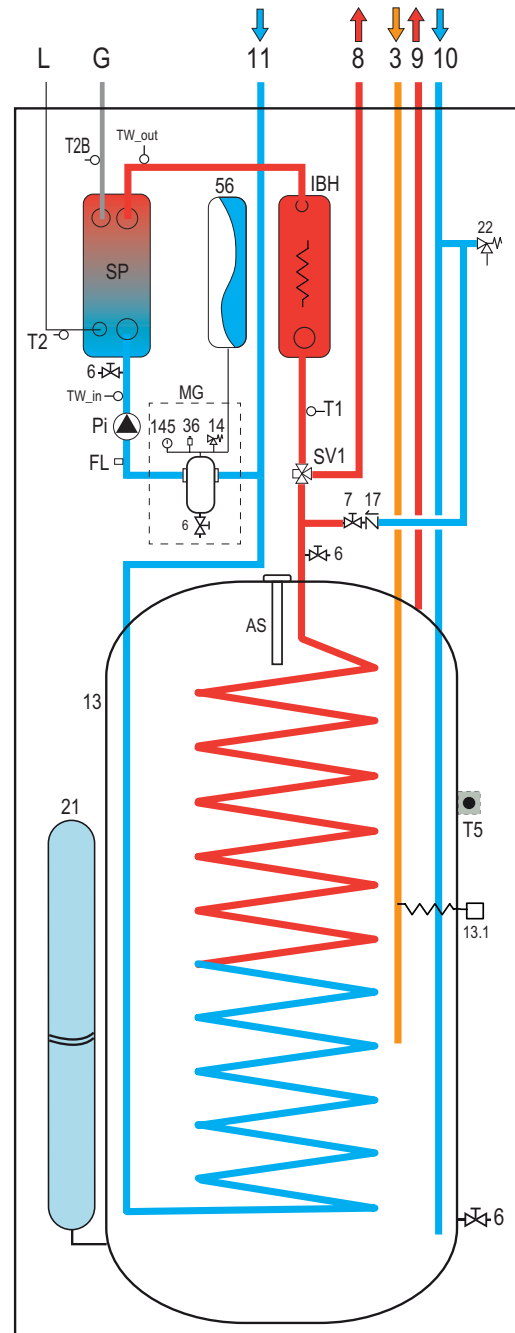 L G 11 8 3 9 10
T2B
TW_out
56
IBH
22
SP
T2
6
TW_in
MG
T1
Pi
145 36 14
SV1
FL
7 17
6
6
AS
13
21
T5
13.1
6